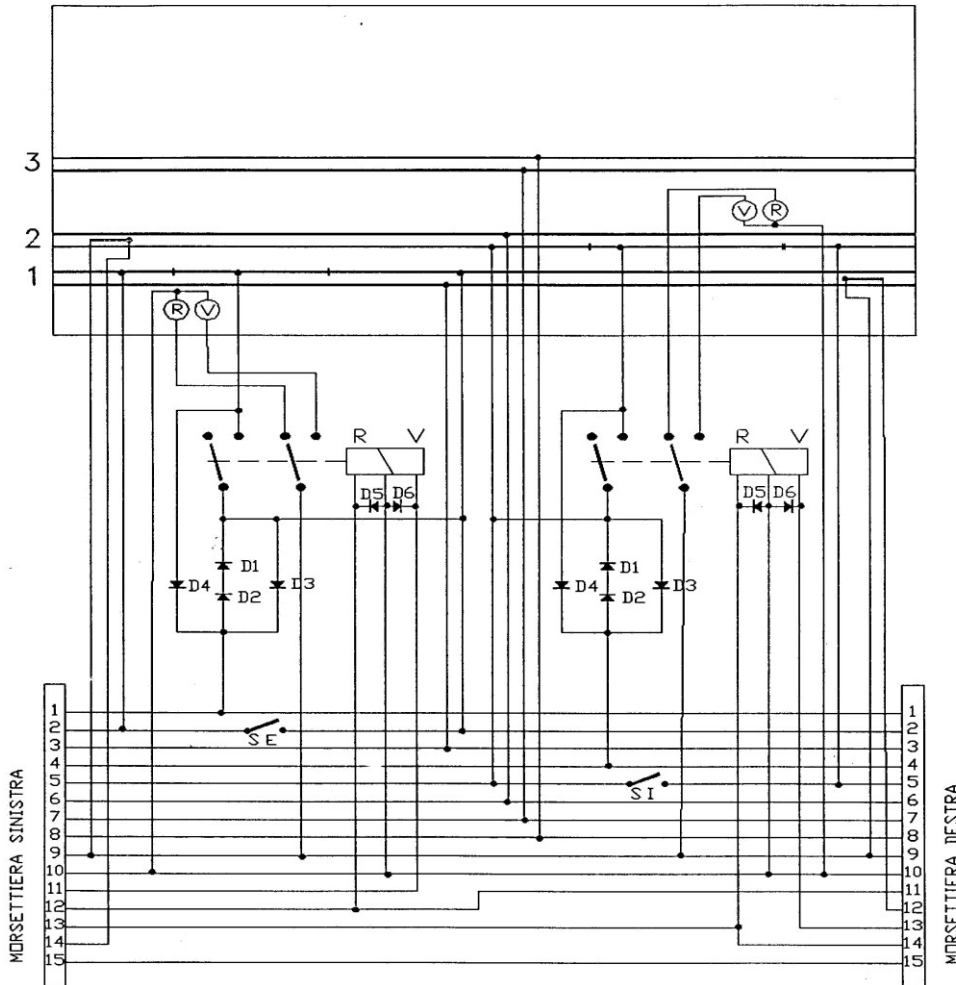 3
2
1
V R
R V
R V
R V
D5 D6
D5 D6
D4 D1 D2 D3
D4 D1 D2 D3
MORSETTIERA SINISTRA
MORSETTIERA DESTRA
1 1
2 SE 2
3 3
4 4
5 SI 5
6 6
7 7
8 8
9 9
10 10
11 11
12 12
13 13
14 14
15 15